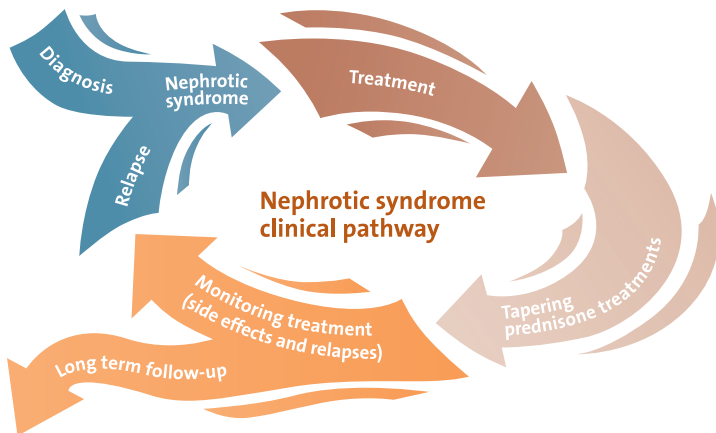 Diagnosis
Nephrotic
syndrome
Relapse
Treatment
Nephrotic syndrome
clinical pathway
Tapering
prednisone treatments
Monitoring treatment
(side effects and relapses)
Long term follow-up